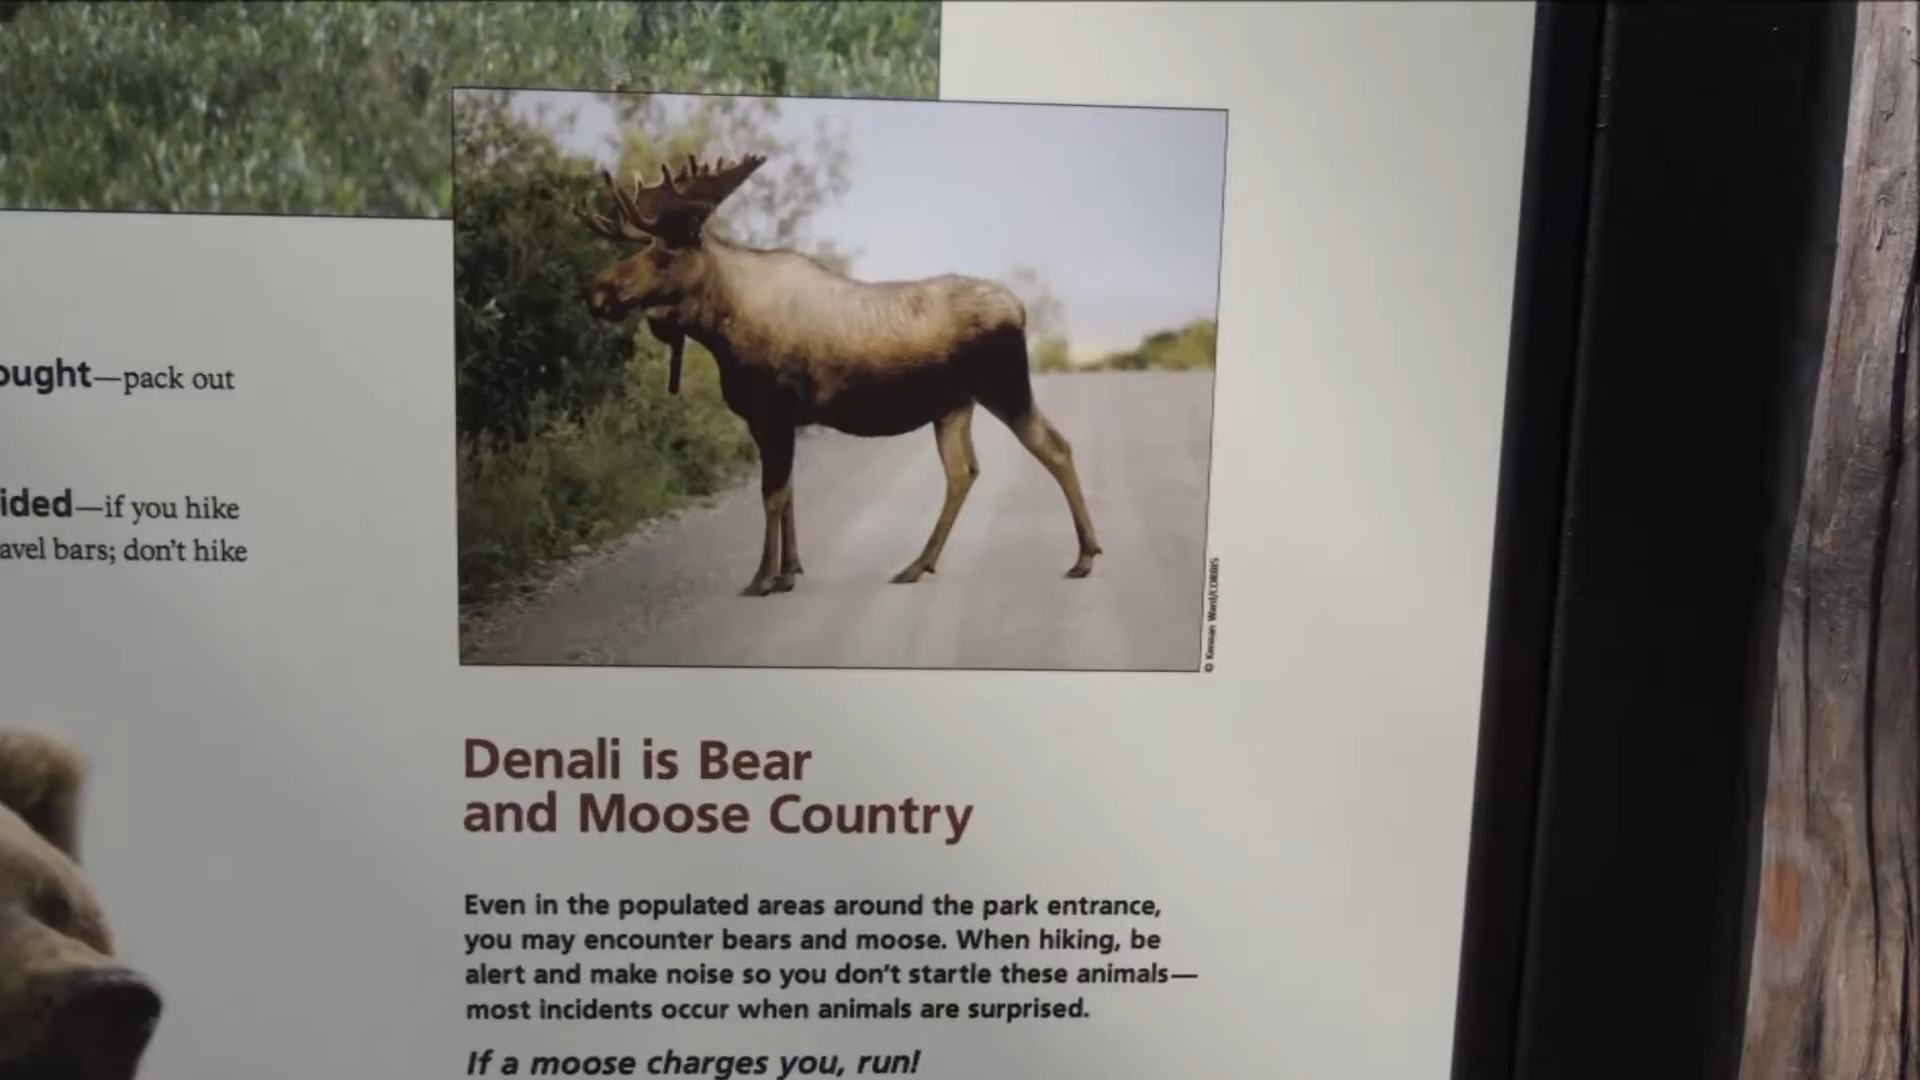 ought—pack out
ided—if you hike
avel bars; don't hike
© Kennan Ward/CORBIS
Denali is Bear
and Moose Country
Even in the populated areas around the park entrance,
you may encounter bears and moose. When hiking, be
alert and make noise so you don't startle these animals—
most incidents occur when animals are surprised.
If a moose charges you, run!